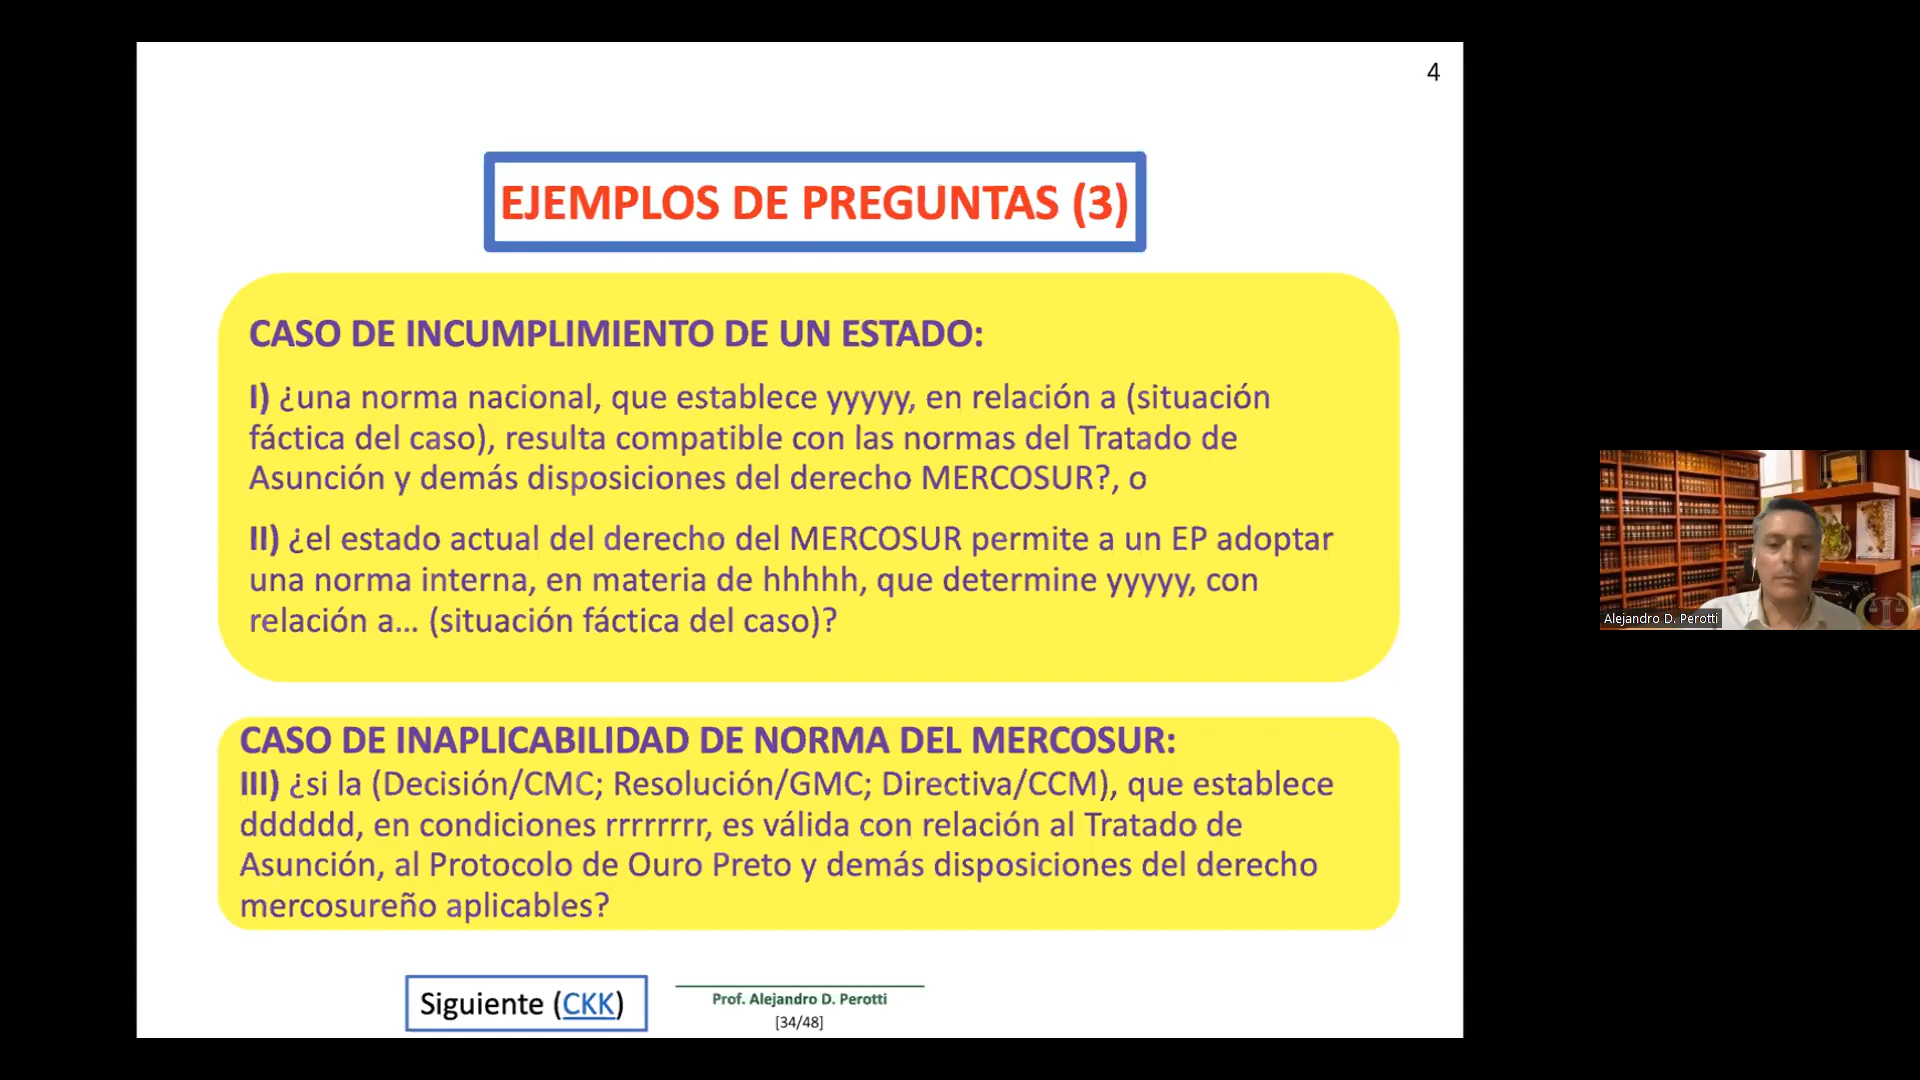 4
EJEMPLOS DE PREGUNTAS (3)
CASO DE INCUMPLIMIENTO DE UN ESTADO:
I) ¿una norma nacional, que establece yyyyy, en relación a (situación
fáctica del caso), resulta compatible con las normas del Tratado de
Asunción y demás disposiciones del derecho MERCOSUR?, o
II) ¿el estado actual del derecho del MERCOSUR permite a un EP adoptar
una norma interna, en materia de hhhhh, que determine yyyyy, con
relación a... (situación fáctica del caso)?
CASO DE INAPLICABILIDAD DE NORMA DEL MERCOSUR:
III) ¿si la (Decisión/CMC; Resolución/GMC; Directiva/CCM), que establece
dddddd, en condiciones rrrrrrr, es válida con relación al Tratado de
Asunción, al Protocolo de Ouro Preto y demás disposiciones del derecho
mercosureño aplicables?
Siguiente (CKK)
Prof. Alejandro D. Perotti
[34/48]
Alejandro D. Perotti